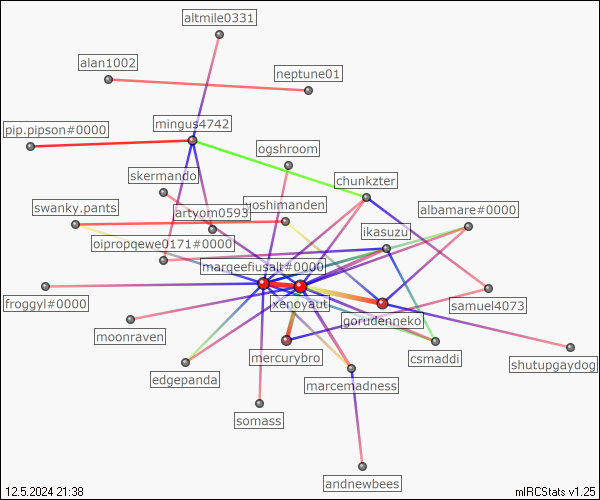 altmile0331
alan1002
neptune01
pip.pipson#0000
mingus4742
ogshroom
skermando
chunkzter
swanky.pants
artyom0593
yoshimanden
albamare#0000
ikasuzu
oipropqewe0171#0000
margeefusalt#0000
froggyl#0000
xenoyaut
samuel4073
gorudenneko
moonraven
mercurybro
csmaddi
shutupgaydog
edgepanda
marcemadness
somass
andnewbees
12.5.2024 21:38
mIRCStats v1.25